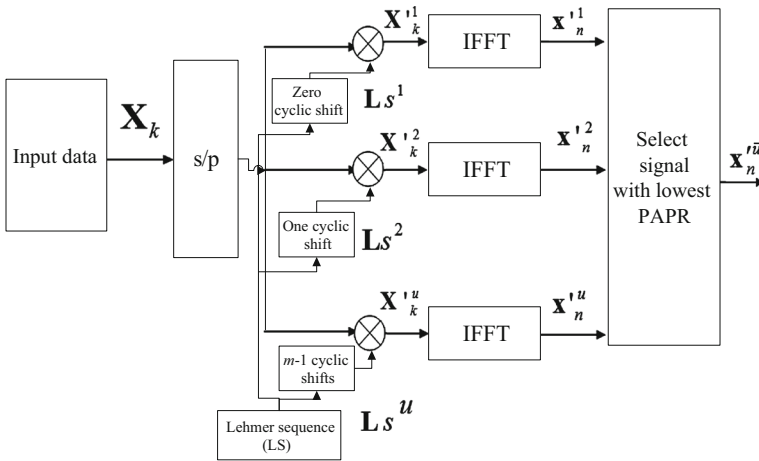 Input data
X_k
s/p
X'^1_k
IFFT
x'^1_n
Zero
cyclic shift
Ls^1
X'^2_k
IFFT
x'^2_n
One cyclic
shift
Ls^2
X'^u_k
IFFT
x'^u_n
m-1 cyclic
shifts
Ls^u
Lehmer sequence
(LS)
Select
signal
with lowest
PAPR
x'^ū_n